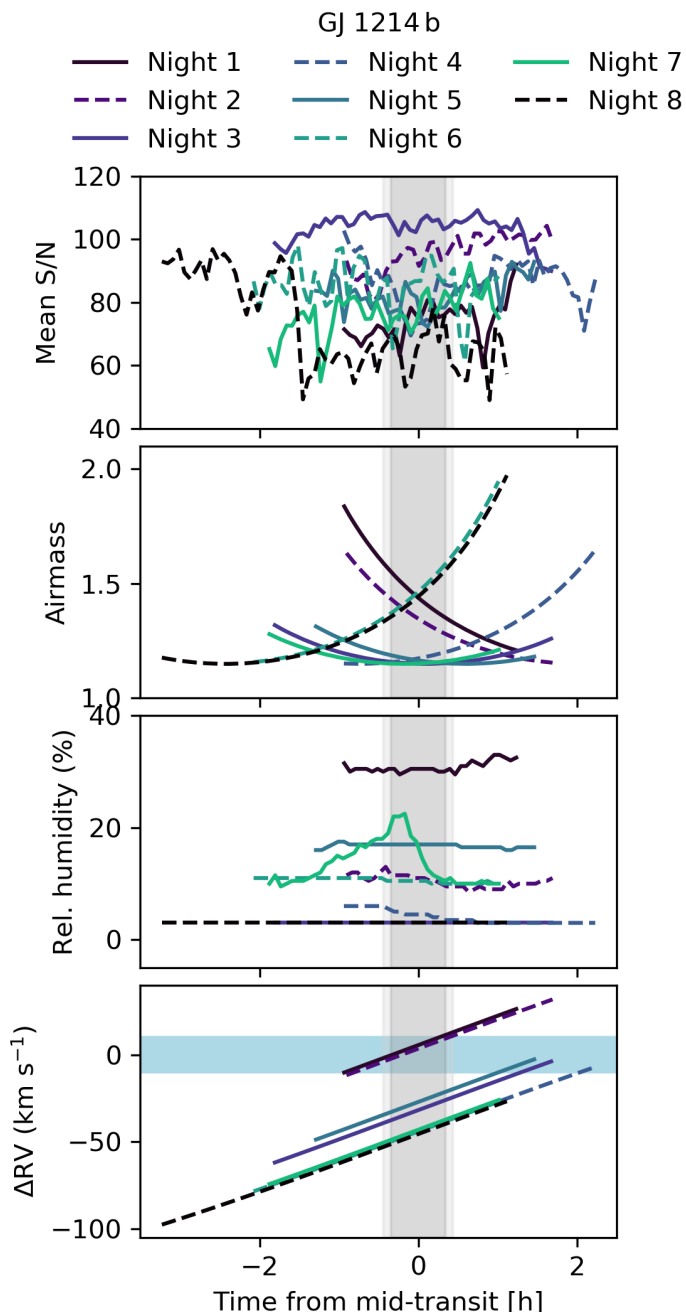 GJ 1214 b
Night 1 Night 4 Night 7
Night 2 Night 5 Night 8
Night 3 Night 6
120
100
80
60
40
Mean S/N
2.0
1.5
1.0
Airmass
40
20
0
Rel. humidity (%)
0
−50
−100
ΔRV (km s⁻¹)
−2 0 2
Time from mid-transit [h]